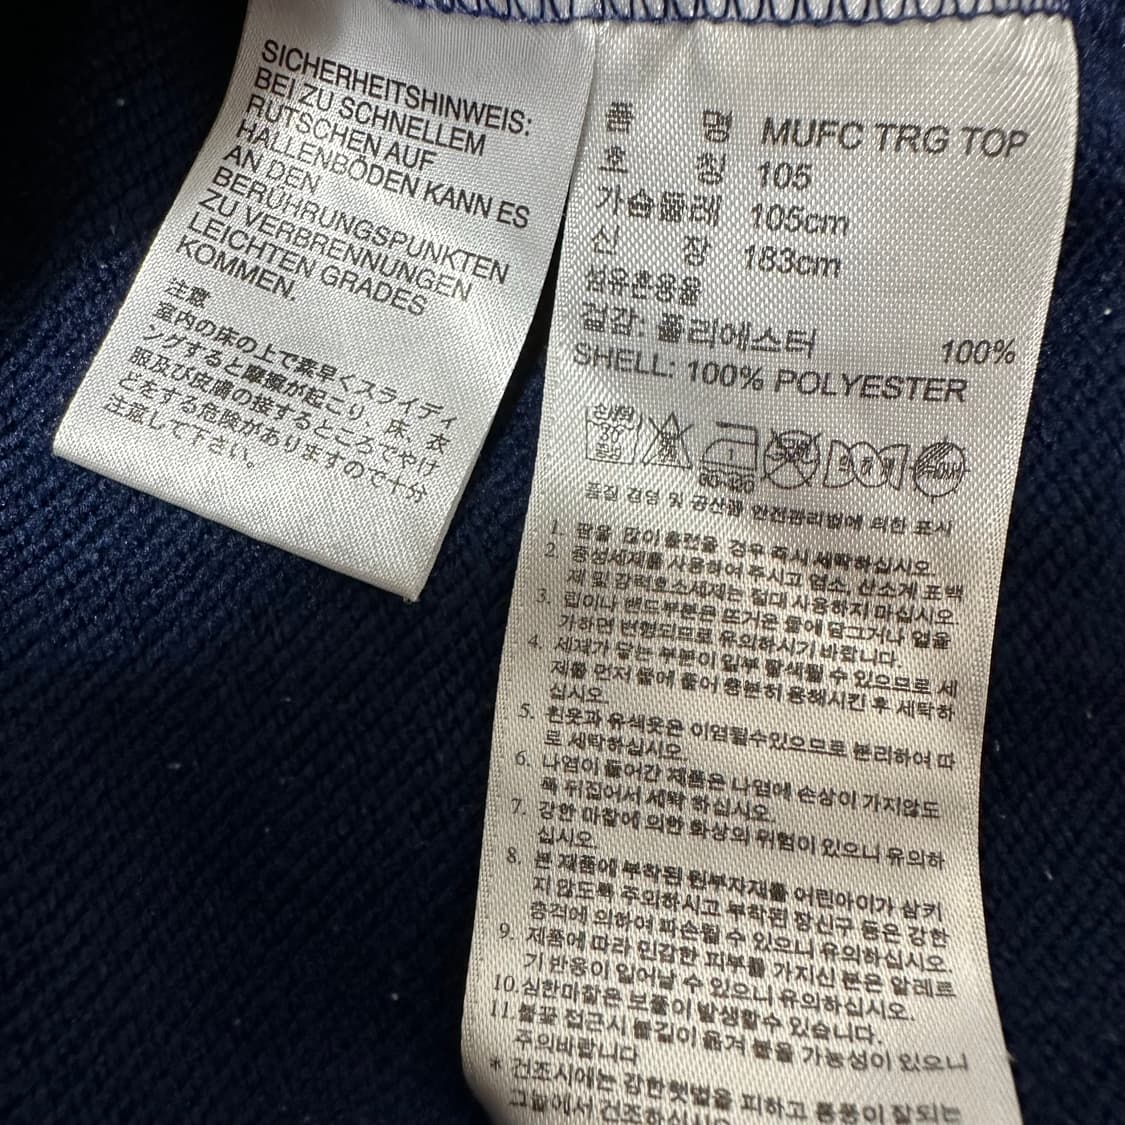 SICHERHEITSHINWEIS:
BEI ZU SCHNELLEM
RUTSCHEN AUF
HALLENBÖDEN KANN ES
AN DEN
BERÜHRUNGSPUNKTEN
ZU VERBRENNUNGEN
LEICHTEN GRADES
KOMMEN.
注意
室内の床の上で素早くスライディ
ングすると摩擦が起こり、床、衣
服及び皮膚の接するところでやけ
どをする危険がありますので十分
注意して下さい。
품 명 MUFC TRG TOP
호 칭 105
가슴둘레 105cm
신 장 183cm
섬유혼용율
겉감: 폴리에스터 100%
SHELL: 100% POLYESTER
품질 경영 및 공산품 안전관리법에 의한 표시
1. 땀을 많이 흘렸을 경우 즉시 세탁하십시오.
2. 중성세제를 사용하여 주시고 염소, 산소계 표백
제 및 강력효소세제는 절대 사용하지 마십시오
3. 립이나 밴드부분은 뜨거운 물에 담그거나 열을
가하면 변형되므로 유의하시기 바랍니다.
4. 세제가 닿는 부분이 일부 탈색될 수 있으므로 세
제를 먼저 물에 풀어 충분히 용해시킨 후 세탁하
십시오.
5. 흰옷과 유색옷은 이염될수있으므로 분리하여 따
로 세탁하십시오.
6. 나염이 들어간 제품은 나염에 손상이 가지않도
록 뒤집어서 세탁 하십시오.
7. 강한 마찰에 의한 화상의 위험이 있으니 유의하
십시오.
8. 본 제품에 부착된 원부자재를 어린아이가 삼키
지 않도록 주의하시고 부착된 장신구 등은 강한
충격에 의하여 파손될 수 있으니 유의하십시오.
9. 제품에 따라 민감한 피부를 가지신 분은 알레르
기 반응이 일어날 수 있으니 유의하십시오.
10. 심한마찰은 보풀이 발생할수 있습니다.
11. 불꽃 접근시 불길이 옮겨 붙을 가능성이 있으니
주의바랍니다
* 건조시에는 강한햇볕을 피하고 통풍이 잘되는
그늘에서 건조하십시오